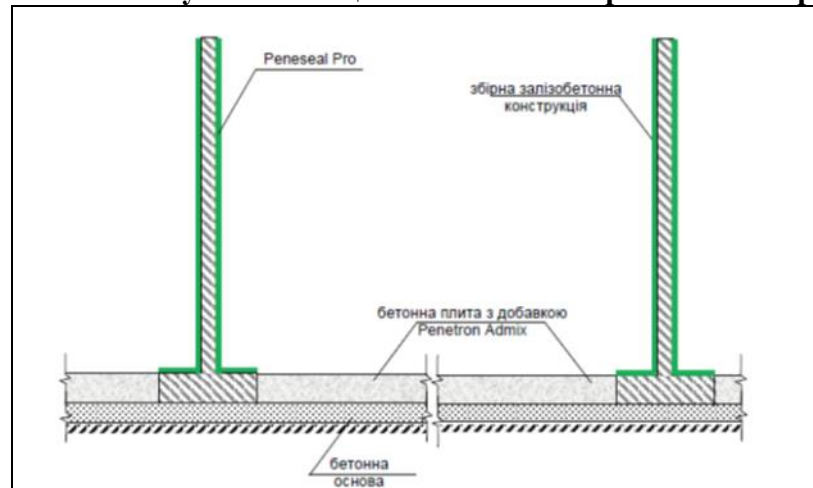 Peneseal Pro
збірна залізобетонна
конструкція
бетонна плита з добавкою
Penetron Admix
бетонна
основа